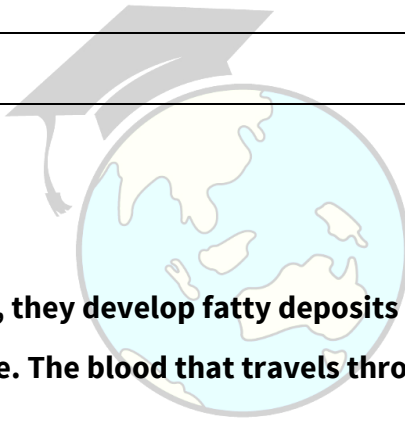 , they develop fatty deposits
e. The blood that travels thro